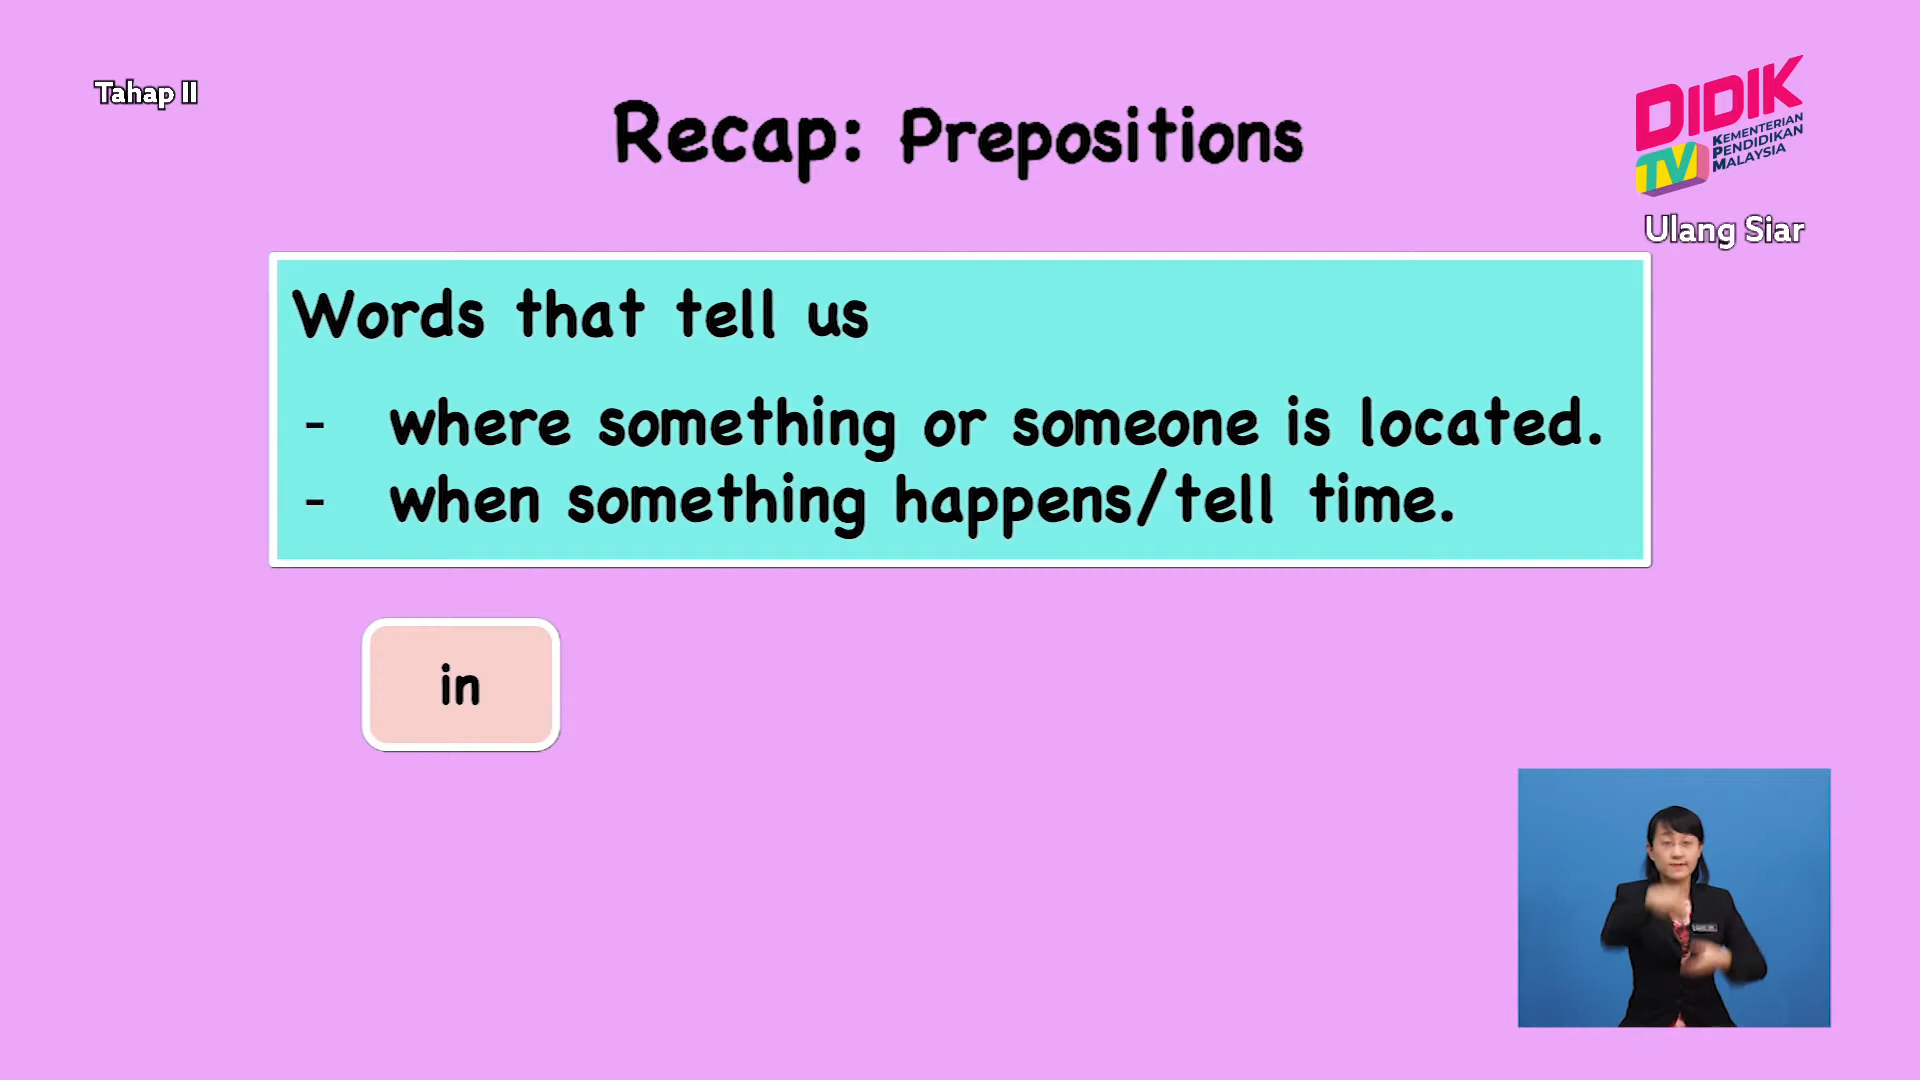 Tahap II
Recap: Prepositions
DIDIK
TV
KEMENTERIAN
PENDIDIKAN
MALAYSIA
Ulang Siar
Words that tell us
- where something or someone is located.
- when something happens/tell time.
in